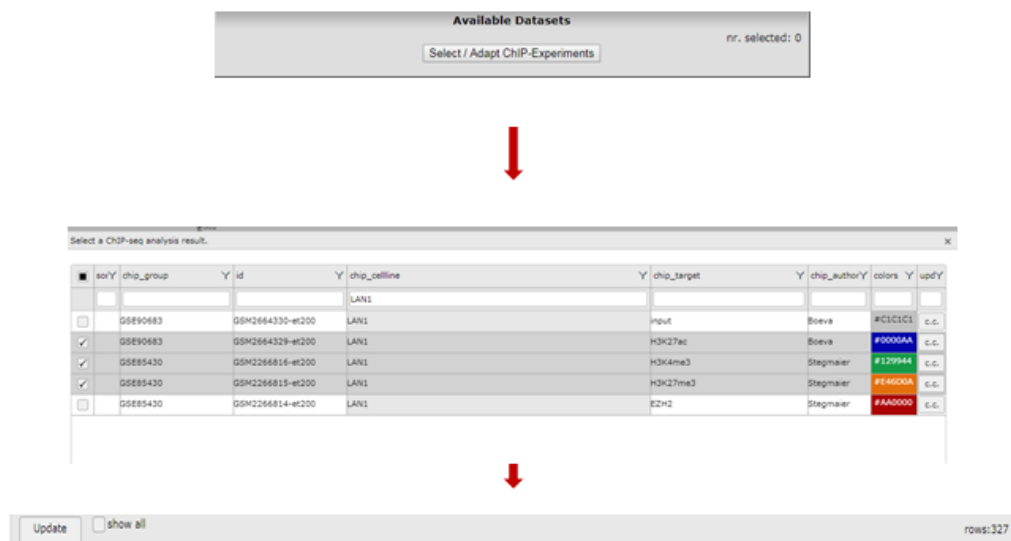 Available Datasets
nr. selected: 0
Select / Adapt ChIP-Experiments
Select a ChIP-seq analysis result. x
sor chip_group id chip_cellline chip_target chip_author colors upd
LAN1
GSE90683 GSM2664330-et200 LAN1 input Boeva #C1C1C1 c.c.
GSE90683 GSM2664329-et200 LAN1 H3K27ac Boeva #0000AA c.c.
GSE85430 GSM2266816-et200 LAN1 H3K4me3 Stegmaier #129944 c.c.
GSE85430 GSM2266815-et200 LAN1 H3K27me3 Stegmaier #E46D0A c.c.
GSE85430 GSM2266814-et200 LAN1 EZH2 Stegmaier #AA0000 c.c.
Update show all rows:327